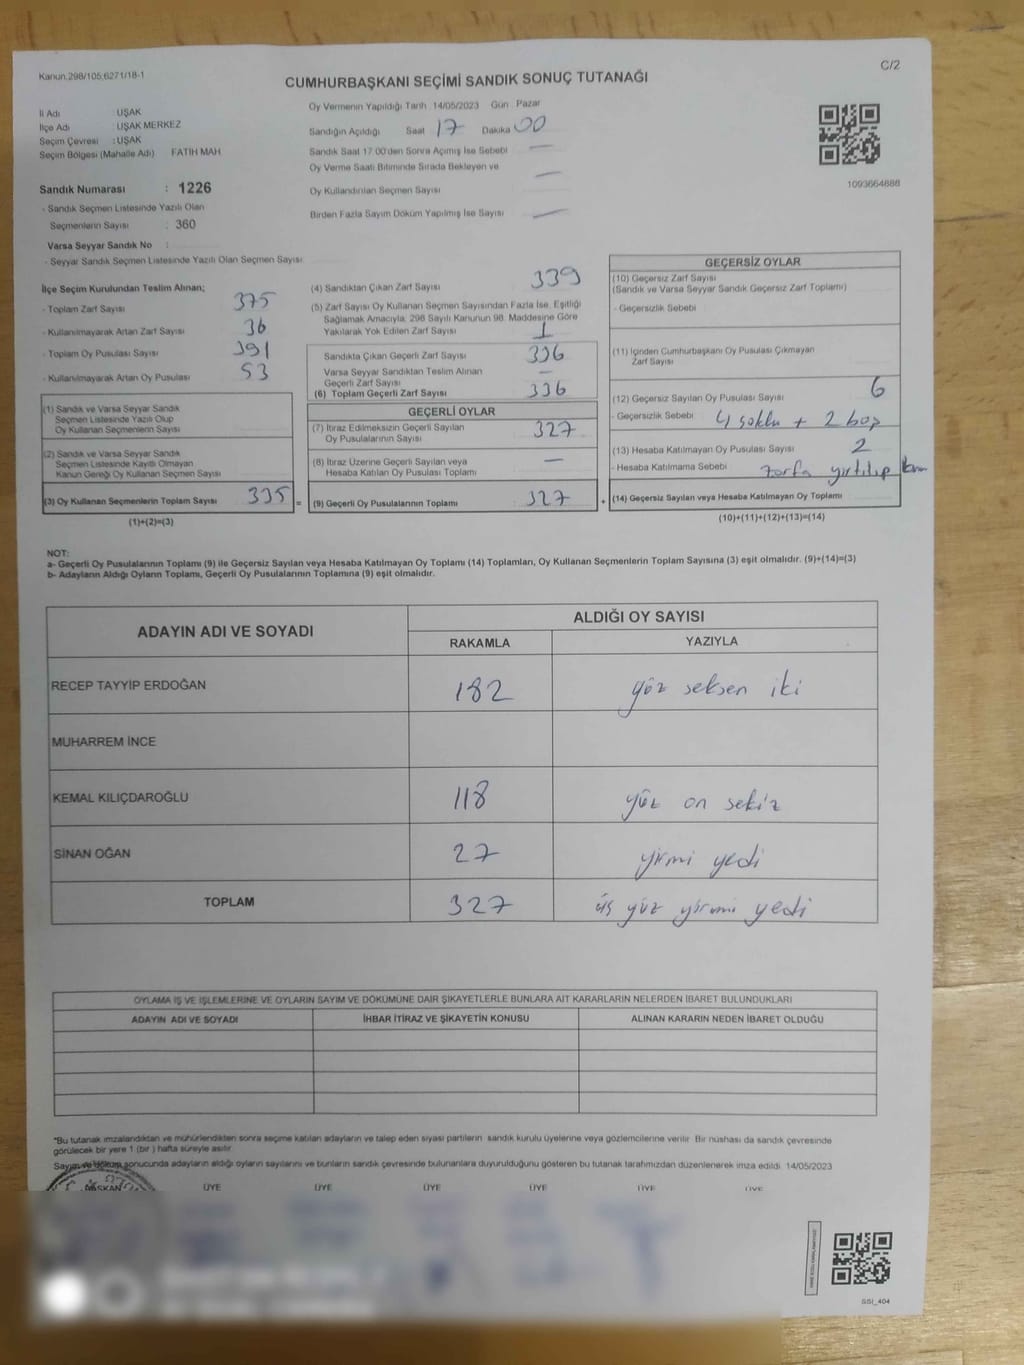 Kanun.298/105;6271/18-1
C/2
CUMHURBAŞKANI SEÇİMİ SANDIK SONUÇ TUTANAĞI
İl Adı UŞAK
İlçe Adı UŞAK MERKEZ
Seçim Çevresi : UŞAK
Seçim Bölgesi (Mahalle Adı) FATİH MAH
Sandık Numarası : 1226
- Sandık Seçmen Listesinde Yazılı Olan
Seçmenlerin Sayısı : 360
Varsa Seyyar Sandık No :
- Seyyar Sandık Seçmen Listesinde Yazılı Olan Seçmen Sayısı
Oy Vermenin Yapıldığı Tarih :14/05/2023 Gün : Pazar
Sandığın Açıldığı Saat 17 Dakika 00
Sandık Saat 17:00'den Sonra Açımış İse Sebebi —
Oy Verme Saati Bitiminde Sırada Bekleyen ve
Oy Kullandırılan Seçmen Sayısı —
Birden Fazla Sayım Döküm Yapılmış İse Sayısı —
1093664688
İlçe Seçim Kurulundan Teslim Alınan;
- Toplam Zarf Sayısı 375
- Kullanılmayarak Artan Zarf Sayısı 36
- Toplam Oy Pusulası Sayısı 391
- Kullanılmayarak Artan Oy Pusulası 53
(1) Sandık ve Varsa Seyyar Sandık
Seçmen Listesinde Yazılı Olup
Oy Kullanan Seçmenlerin Sayısı
(2) Sandık ve Varsa Seyyar Sandık
Seçmen Listesinde Kayıtlı Olmayan
Kanun Gereği Oy Kullanan Seçmen Sayısı
(3) Oy Kullanan Seçmenlerin Toplam Sayısı 335 =
(1)+(2)=(3)
(4) Sandıktan Çıkan Zarf Sayısı 339
(5) Zarf Sayısı Oy Kullanan Seçmen Sayısından Fazla İse, Eşitliği
Sağlamak Amacıyla, 298 Sayılı Kanunun 98. Maddesine Göre
Yakılarak Yok Edilen Zarf Sayısı 1
Sandıkta Çıkan Geçerli Zarf Sayısı 336
Varsa Seyyar Sandıktan Teslim Alınan
Geçerli Zarf Sayısı —
(6) Toplam Geçerli Zarf Sayısı 336
GEÇERLİ OYLAR
(7) İtiraz Edilmeksizin Geçerli Sayılan
Oy Pusulalarının Sayısı 327
(8) İtiraz Üzerine Geçerli Sayılan veya
Hesaba Katılan Oy Pusulası Toplamı —
(9) Geçerli Oy Pusulalarının Toplamı 327 +
GEÇERSİZ OYLAR
(10) Geçersiz Zarf Sayısı
(Sandık ve Varsa Seyyar Sandık Geçersiz Zarf Toplamı)
- Geçersizlik Sebebi
(11) İçinden Cumhurbaşkanı Oy Pusulası Çıkmayan
Zarf Sayısı
(12) Geçersiz Sayılan Oy Pusulası Sayısı 6
- Geçersizlik Sebebi 4 + 2
(13) Hesaba Katılmayan Oy Pusulası Sayısı 2
- Hesaba Katılmama Sebebi zarfa yırtılıp
(14) Geçersiz Sayılan veya Hesaba Katılmayan Oy Toplamı
(10)+(11)+(12)+(13)=(14)
NOT:
a- Geçerli Oy Pusulalarının Toplamı (9) ile Geçersiz Sayılan veya Hesaba Katılmayan Oy Toplamı (14) Toplamları, Oy Kullanan Seçmenlerin Toplam Sayısına (3) eşit olmalıdır. (9)+(14)=(3)
b- Adayların Aldığı Oyların Toplamı, Geçerli Oy Pusulalarının Toplamına (9) eşit olmalıdır.
ADAYIN ADI VE SOYADI
ALDIĞI OY SAYISI
RAKAMLA YAZIYLA
RECEP TAYYİP ERDOĞAN 182 yüz seksen iki
MUHARREM İNCE
KEMAL KILIÇDAROĞLU 118 yüz on sekiz
SİNAN OĞAN 27 yirmi yedi
TOPLAM 327 üç yüz yirmi yedi
OYLAMA İŞ VE İŞLEMLERİNE VE OYLARIN SAYIM VE DÖKÜMÜNE DAİR ŞİKAYETLERLE BUNLARA AİT KARARLARIN NELERDEN İBARET BULUNDUKLARI
ADAYIN ADI VE SOYADI İHBAR İTİRAZ VE ŞİKAYETİN KONUSU ALINAN KARARIN NEDEN İBARET OLDUĞU
*Bu tutanak imzalandıktan ve mühürlendikten sonra seçime katılan adayların ve talep eden siyasi partilerin sandık kurulu üyelerine veya gözlemcilerine verilir. Bir nüshası da sandık çevresinde
görülecek bir yere 1 (bir) hafta süreyle asılır.
Sayım ve döküm sonucunda adayların aldığı oyların sayılarını ve bunların sandık çevresinde bulunanlara duyurulduğunu gösteren bu tutanak tarafımızdan düzenlenerek imza edildi. 14/05/2023
BAŞKAN ÜYE ÜYE ÜYE ÜYE ÜYE ÜYE
SSI_404